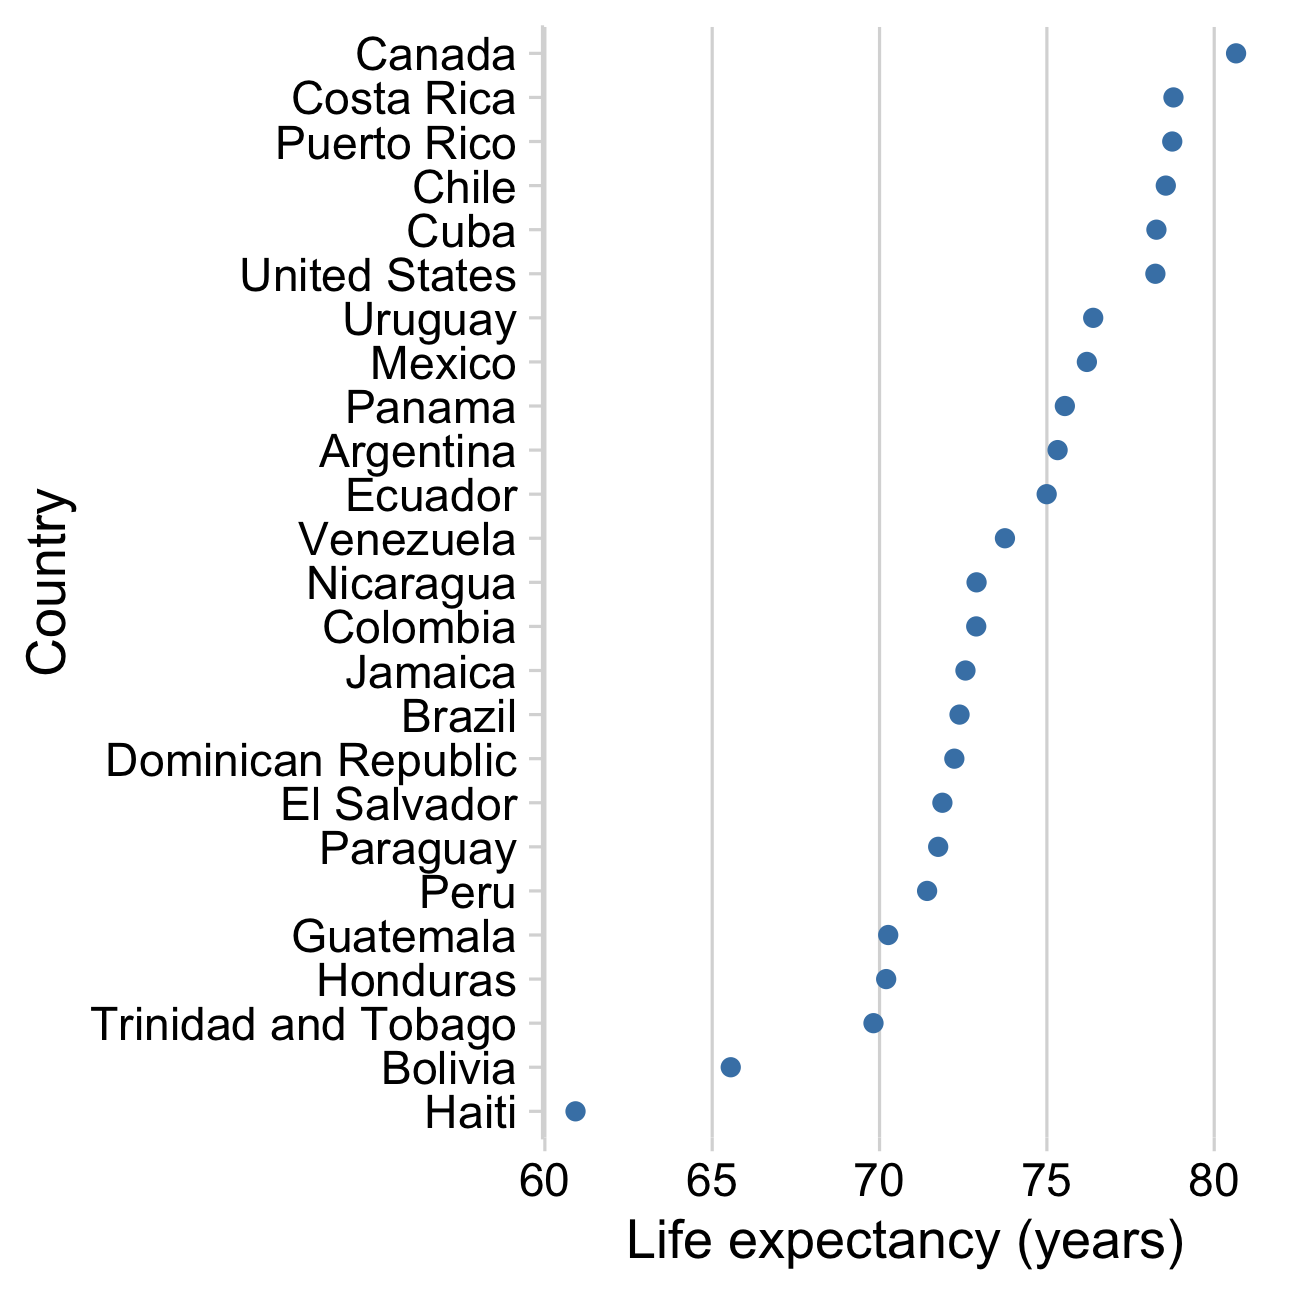 Canada
Costa Rica
Puerto Rico
Chile
Cuba
United States
Uruguay
Mexico
Panama
Argentina
Ecuador
Venezuela
Nicaragua
Colombia
Jamaica
Brazil
Dominican Republic
El Salvador
Paraguay
Peru
Guatemala
Honduras
Trinidad and Tobago
Bolivia
Haiti
Country
60 65 70 75 80
Life expectancy (years)